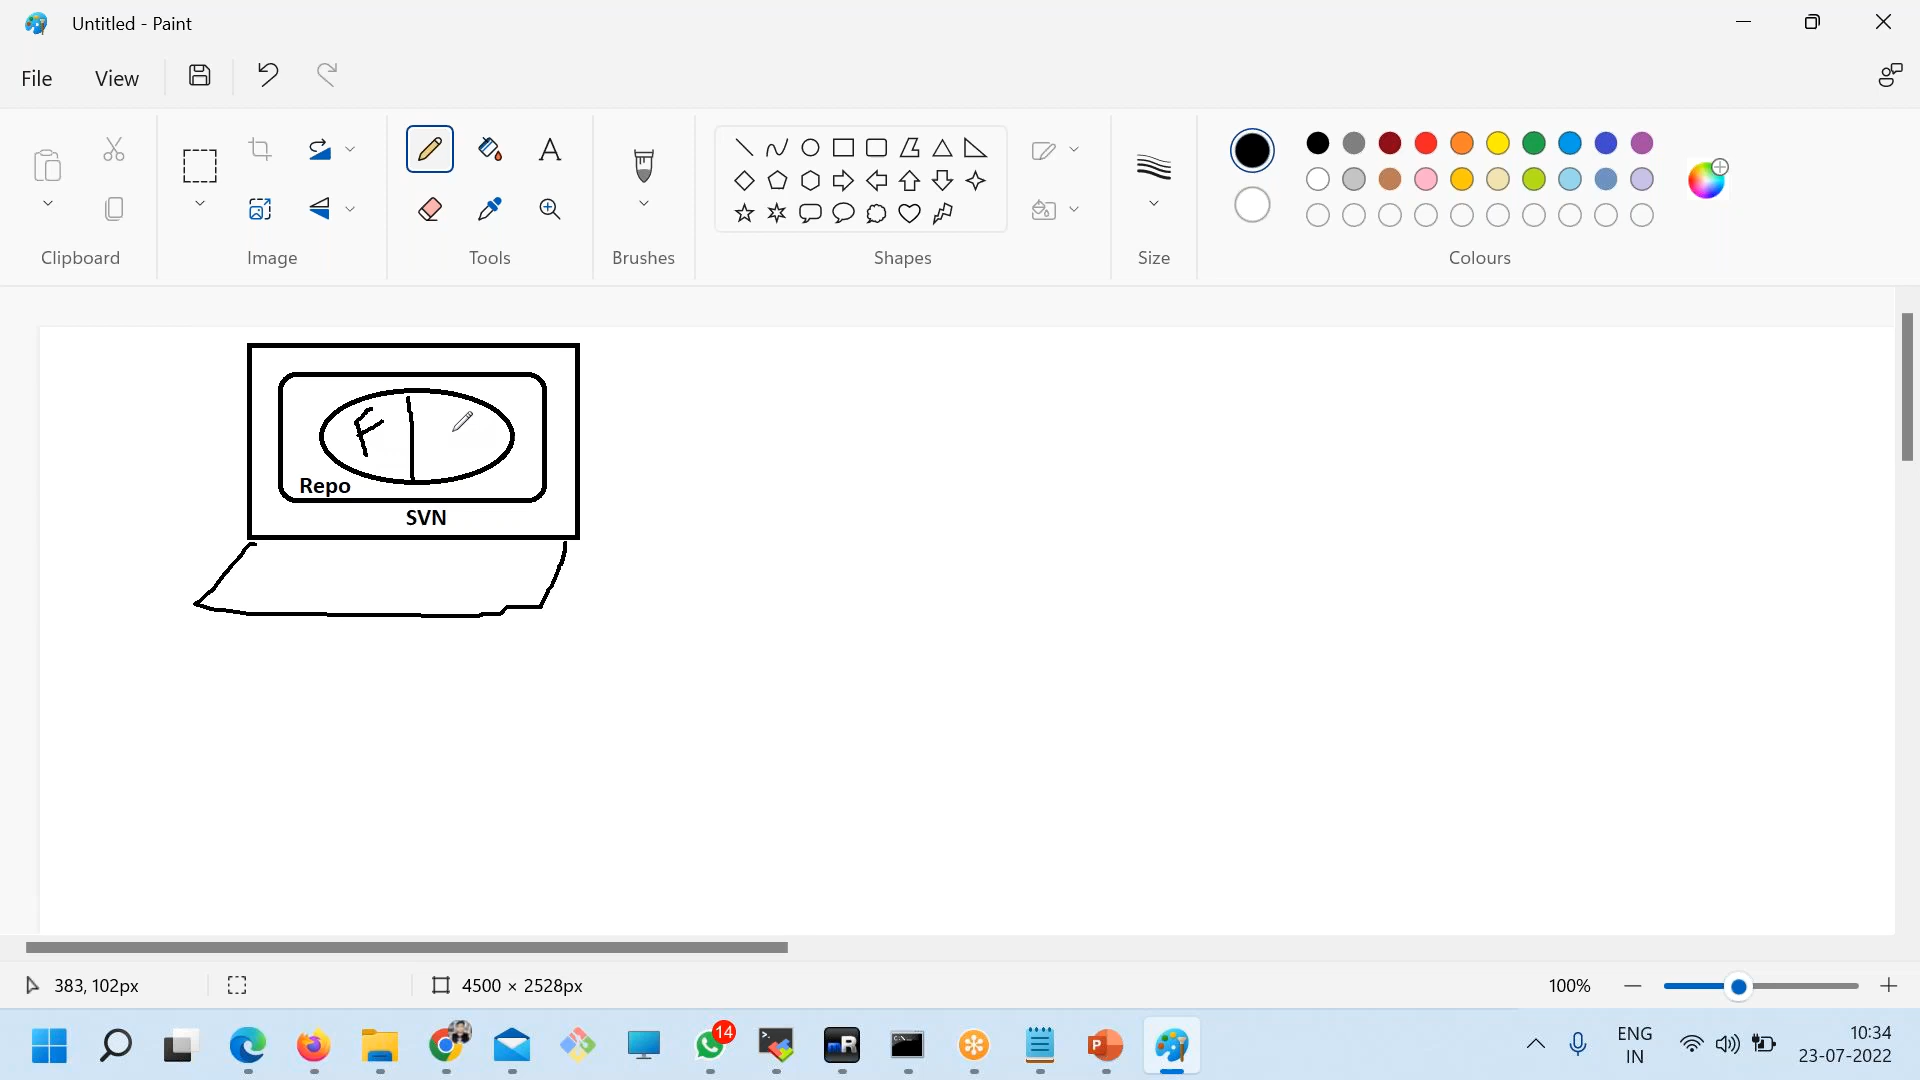 Untitled - Paint
File View
Clipboard Image Tools Brushes Shapes Size Colours
F
Repo
SVN
383, 102px 4500 × 2528px 100%
14
ENG 10:34
IN 23-07-2022